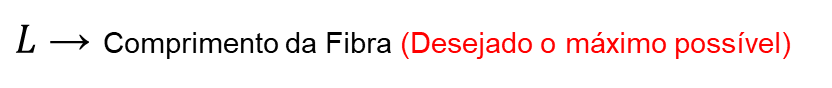 L → Comprimento da Fibra (Desejado o máximo possível)